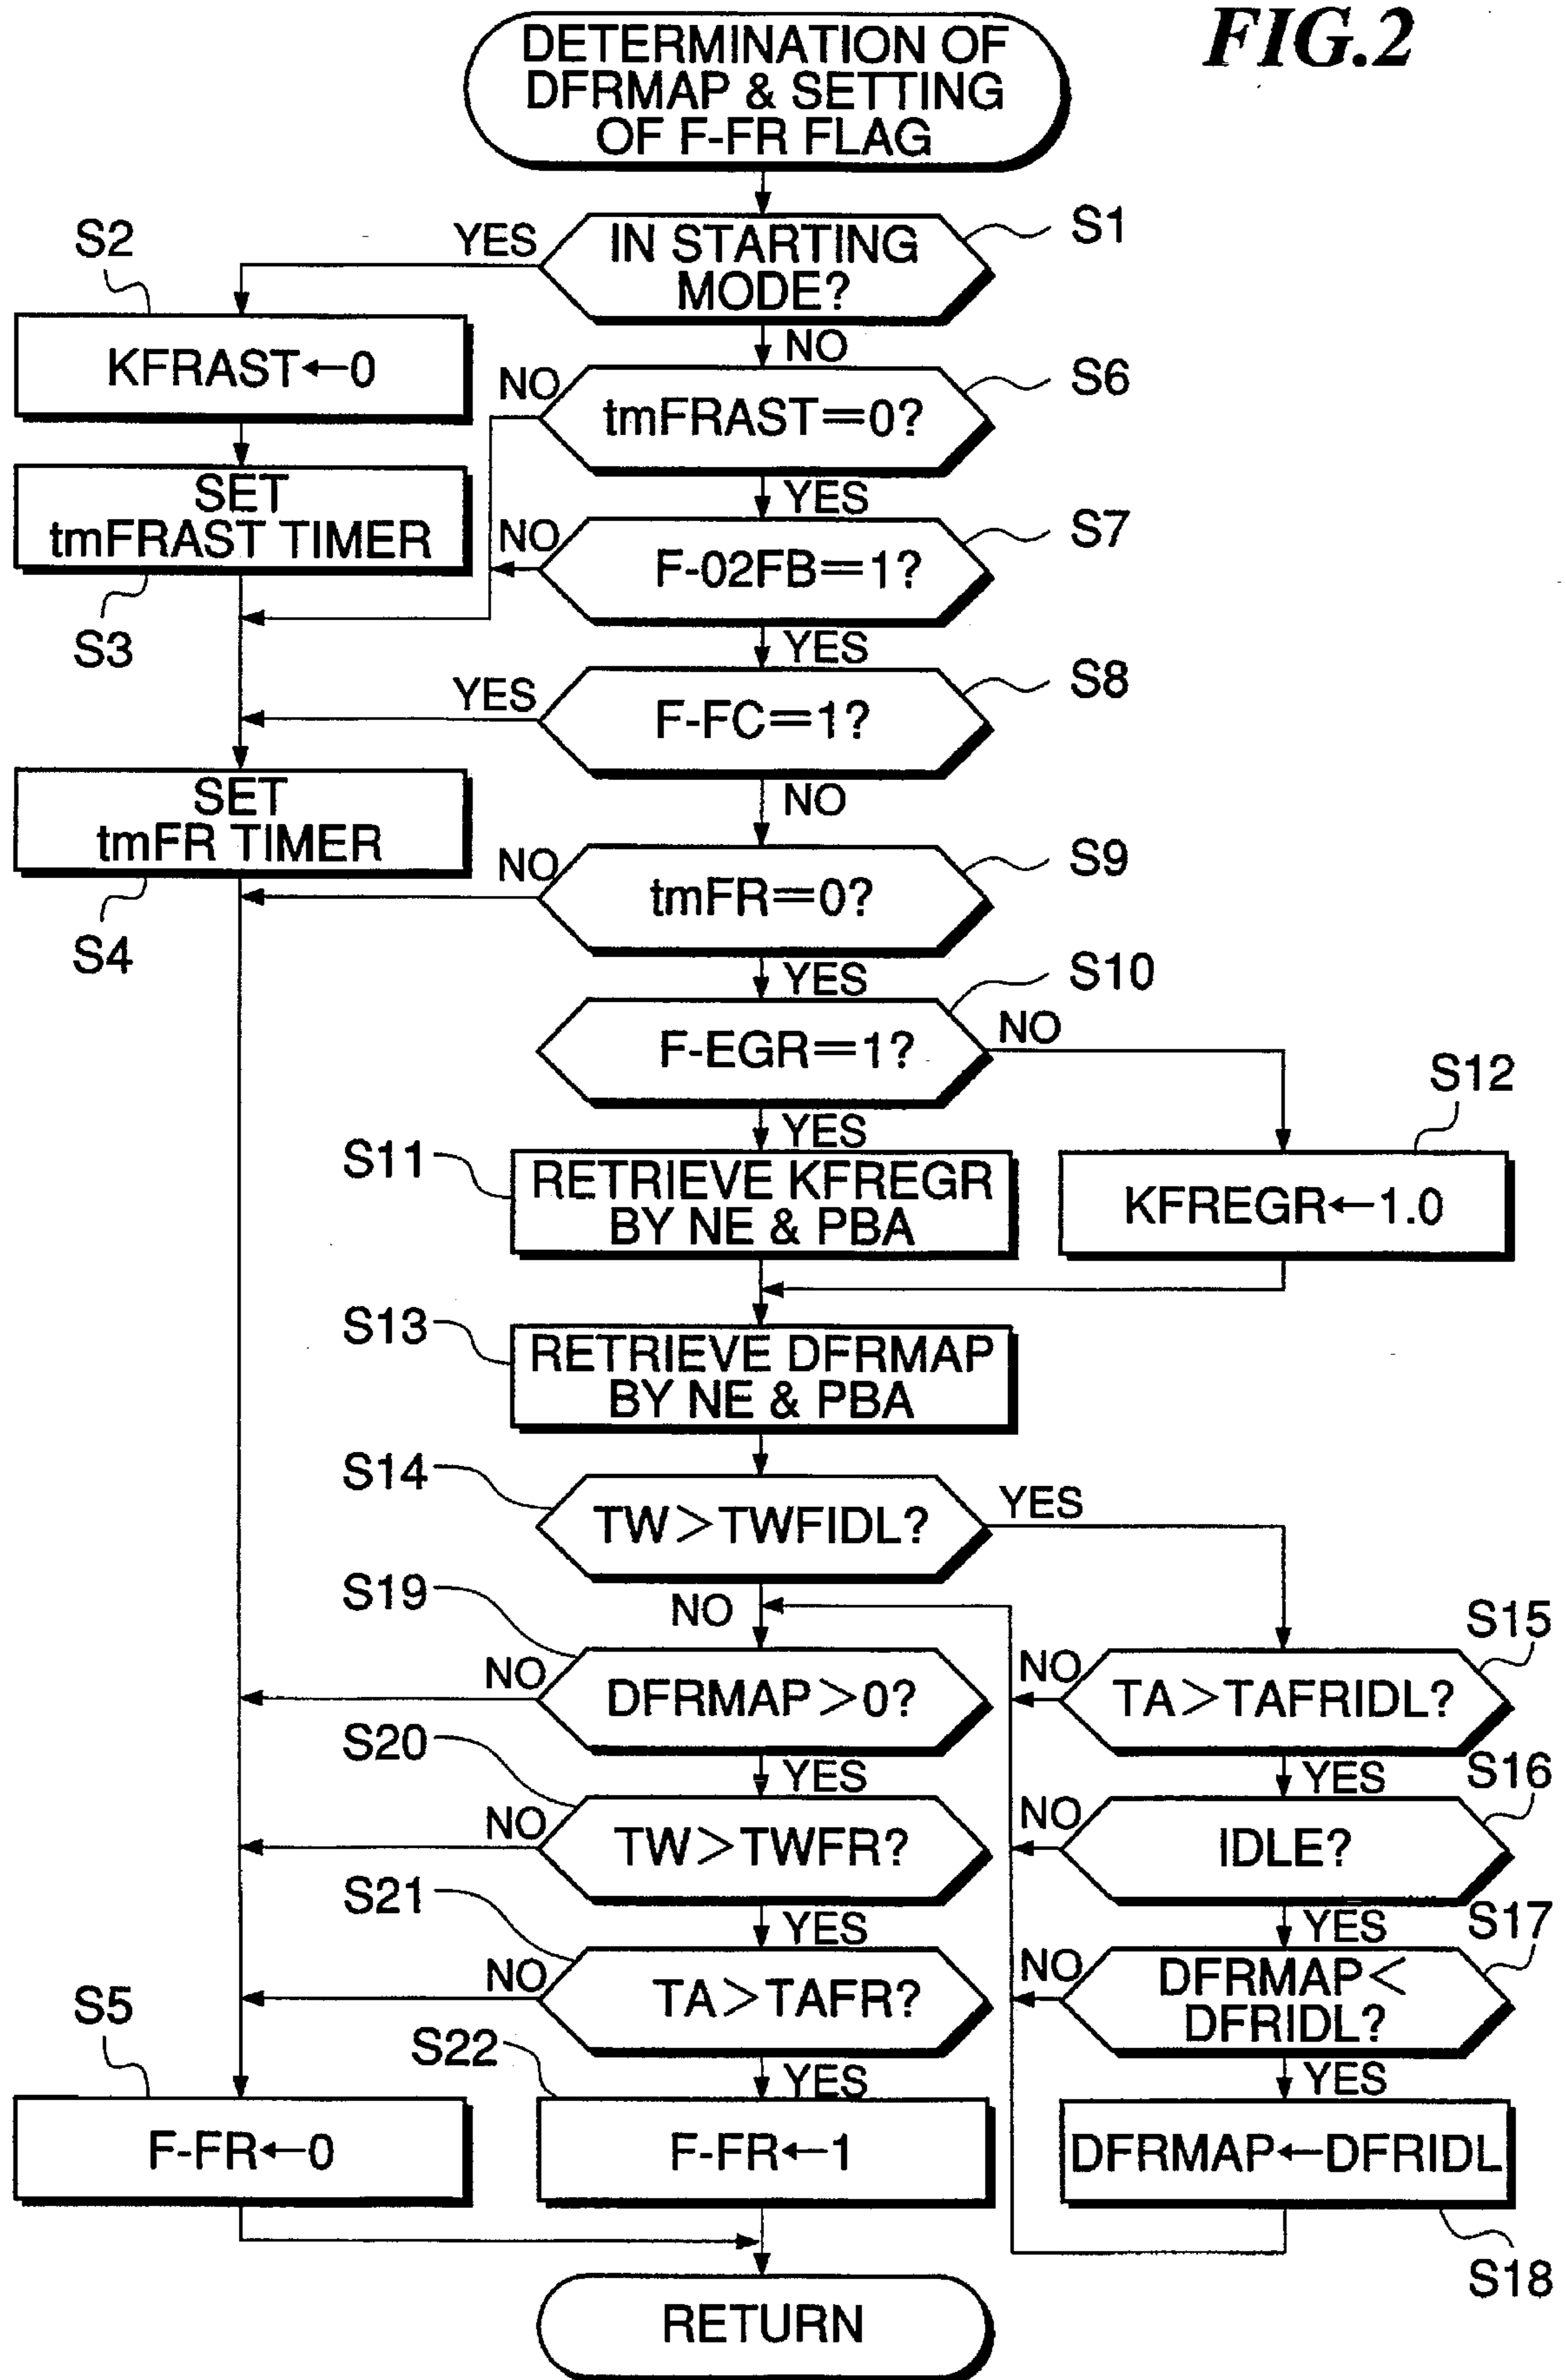 FIG.2
DETERMINATION OF
DFRMAP & SETTING
OF F-FR FLAG
S1
IN STARTING
MODE?
YES
NO
S2
KFRAST←0
S6
tmFRAST=0?
NO
YES
SET
tmFRAST TIMER
S3
S7
F-02FB=1?
NO
YES
S8
F-FC=1?
YES
NO
SET
tmFR TIMER
S4
S9
tmFR=0?
NO
YES
S10
F-EGR=1?
NO
YES
S11
RETRIEVE KFREGR
BY NE & PBA
S12
KFREGR←1.0
S13
RETRIEVE DFRMAP
BY NE & PBA
S14
TW>TWFIDL?
YES
NO
S19
DFRMAP>0?
NO
YES
S15
TA>TAFRIDL?
NO
YES
S20
TW>TWFR?
NO
YES
S16
IDLE?
NO
YES
S21
TA>TAFR?
NO
YES
S17
DFRMAP<
DFRIDL?
NO
YES
S5
F-FR←0
S22
F-FR←1
DFRMAP←DFRIDL
S18
RETURN